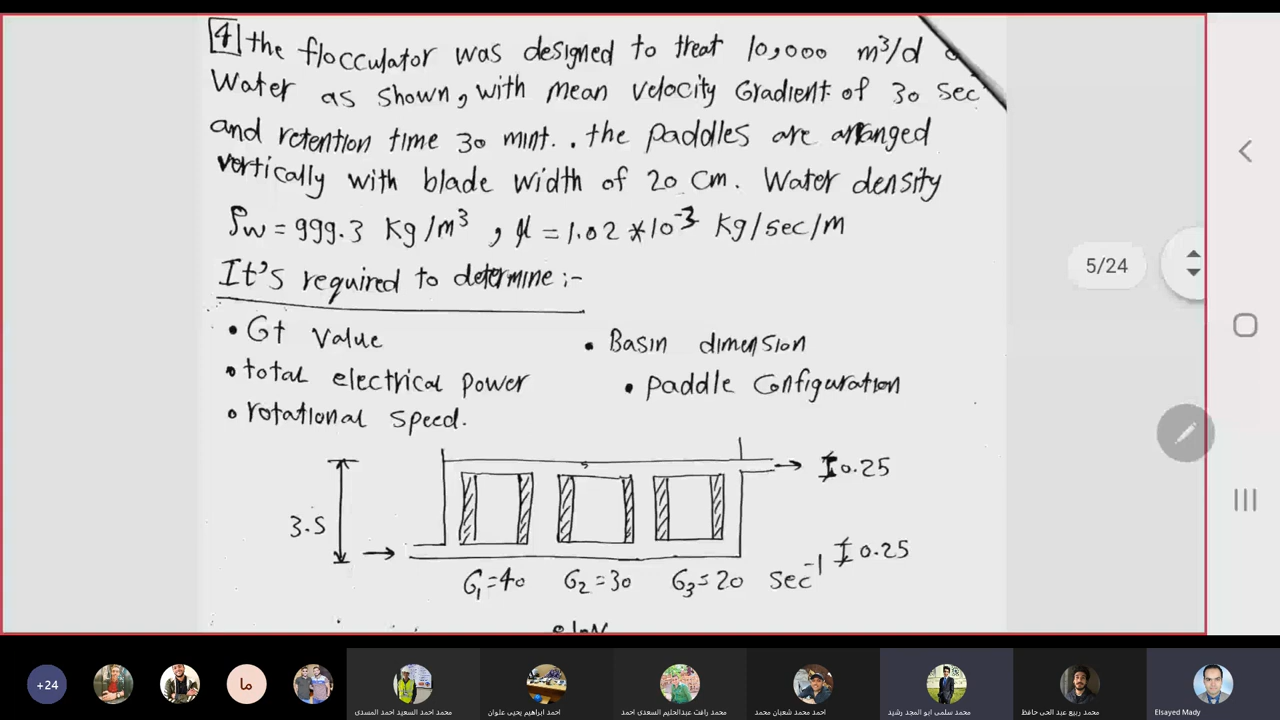 4 the flocculator was designed to treat 10,000 m³/d
Water as shown, with mean velocity Gradient of 30 sec
and retention time 30 mint. . the paddles are arranged
vertically with blade width of 20 cm. Water density
ρw = 999.3 kg/m³ , μ = 1.02 *10⁻³ kg/sec/m
It's required to determine :-
• Gt value • Basin dimension
• total electrical power • paddle configuration
• rotational speed.
0.25
3.5
0.25
G₁=40 G₂=30 G₃=20 sec⁻¹
5/24
+24
ما
محمد احمد السعيد احمد المسدى
احمد ابراهيم يحيى علوان
محمد رافت عبدالحليم السعدى احمد
احمد محمد شعبان محمد
محمد سلمى ابو المجد رشيد
محمد ربيع عبد الحى حافظ
Elsayed Mady